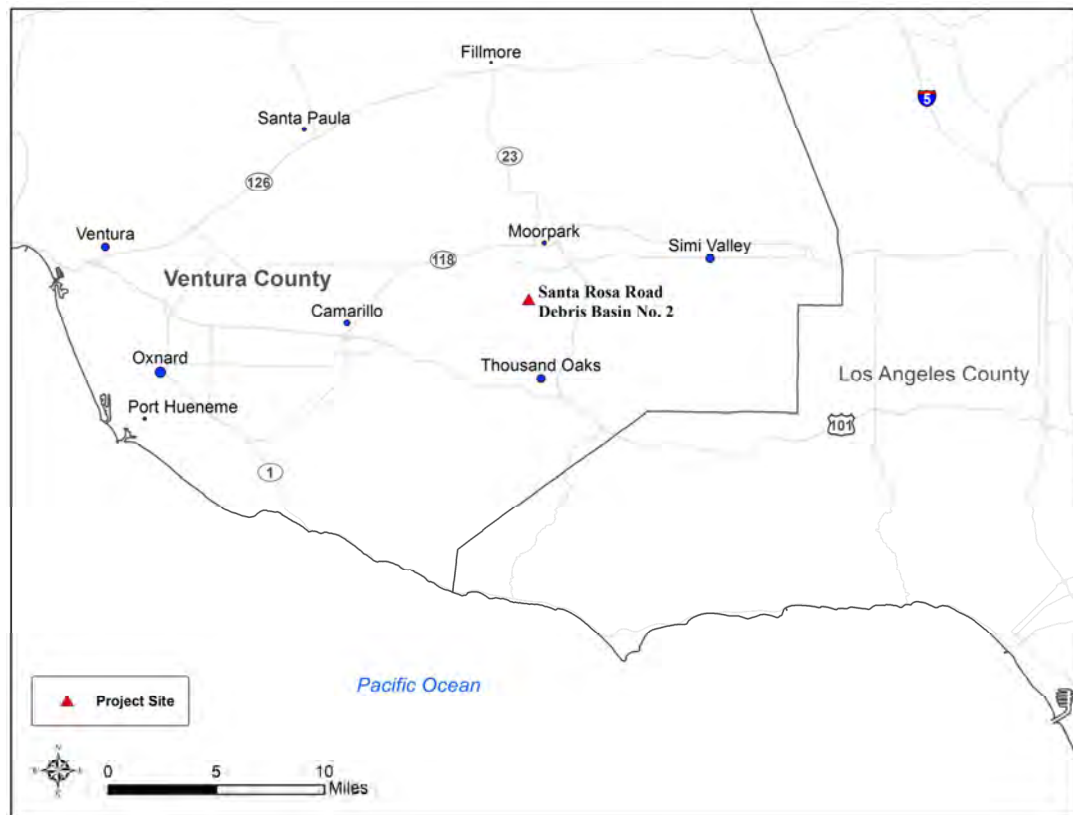 Fillmore
5
Santa Paula
23
126
Ventura
Moorpark
Simi Valley
118
Ventura County
Santa Rosa Road
Debris Basin No. 2
Camarillo
Oxnard
Thousand Oaks
Los Angeles County
Port Hueneme
101
1
Pacific Ocean
Project Site
N
0 5 10
Miles